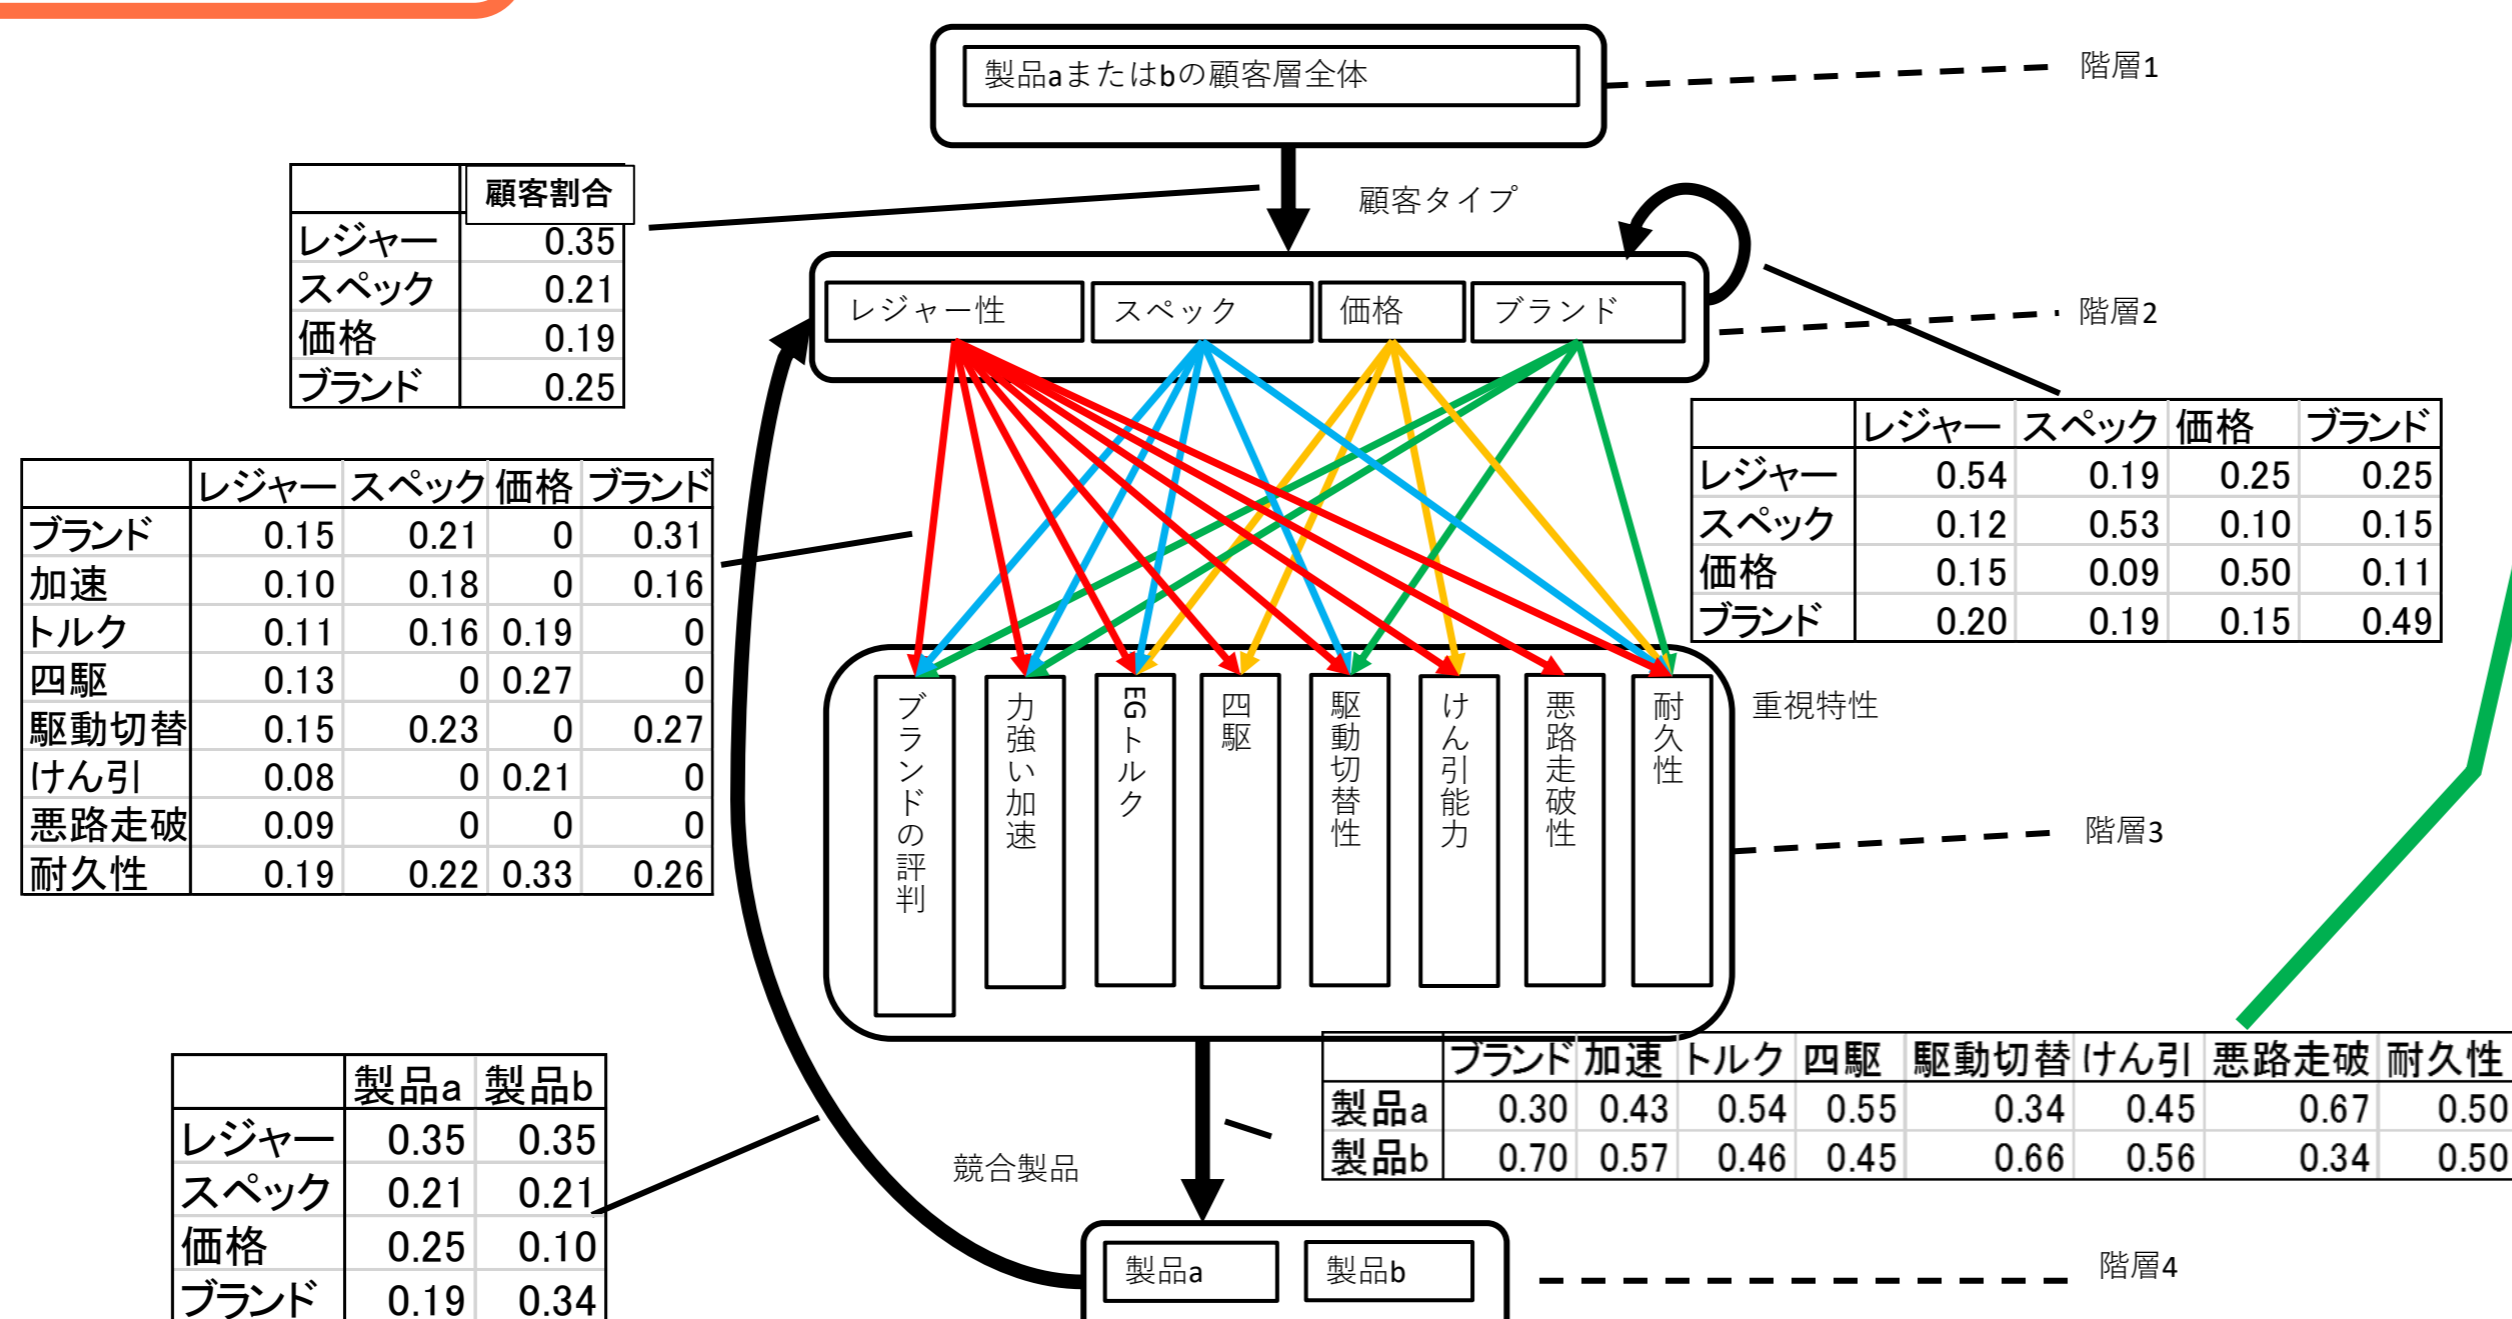 製品aまたはbの顧客層全体
階層1
顧客割合
レジャー 0.35
スペック 0.21
価格 0.19
ブランド 0.25
顧客タイプ
レジャー性 スペック 価格 ブランド
階層2
レジャー スペック 価格 ブランド
レジャー 0.54 0.19 0.25 0.25
スペック 0.12 0.53 0.10 0.15
価格 0.15 0.09 0.50 0.11
ブランド 0.20 0.19 0.15 0.49
レジャー スペック 価格 ブランド
ブランド 0.15 0.21 0 0.31
加速 0.10 0.18 0 0.16
トルク 0.11 0.16 0.19 0
四駆 0.13 0 0.27 0
駆動切替 0.15 0.23 0 0.27
けん引 0.08 0 0.21 0
悪路走破 0.09 0 0 0
耐久性 0.19 0.22 0.33 0.26
ブランドの評判
力強い加速
EGトルク
四駆
駆動切替性
けん引能力
悪路走破性
耐久性
重視特性
階層3
ブランド 加速 トルク 四駆 駆動切替 けん引 悪路走破 耐久性
製品a 0.30 0.43 0.54 0.55 0.34 0.45 0.67 0.50
製品b 0.70 0.57 0.46 0.45 0.66 0.56 0.34 0.50
製品a 製品b
レジャー 0.35 0.35
スペック 0.21 0.21
価格 0.25 0.10
ブランド 0.19 0.34
競合製品
製品a 製品b
階層4